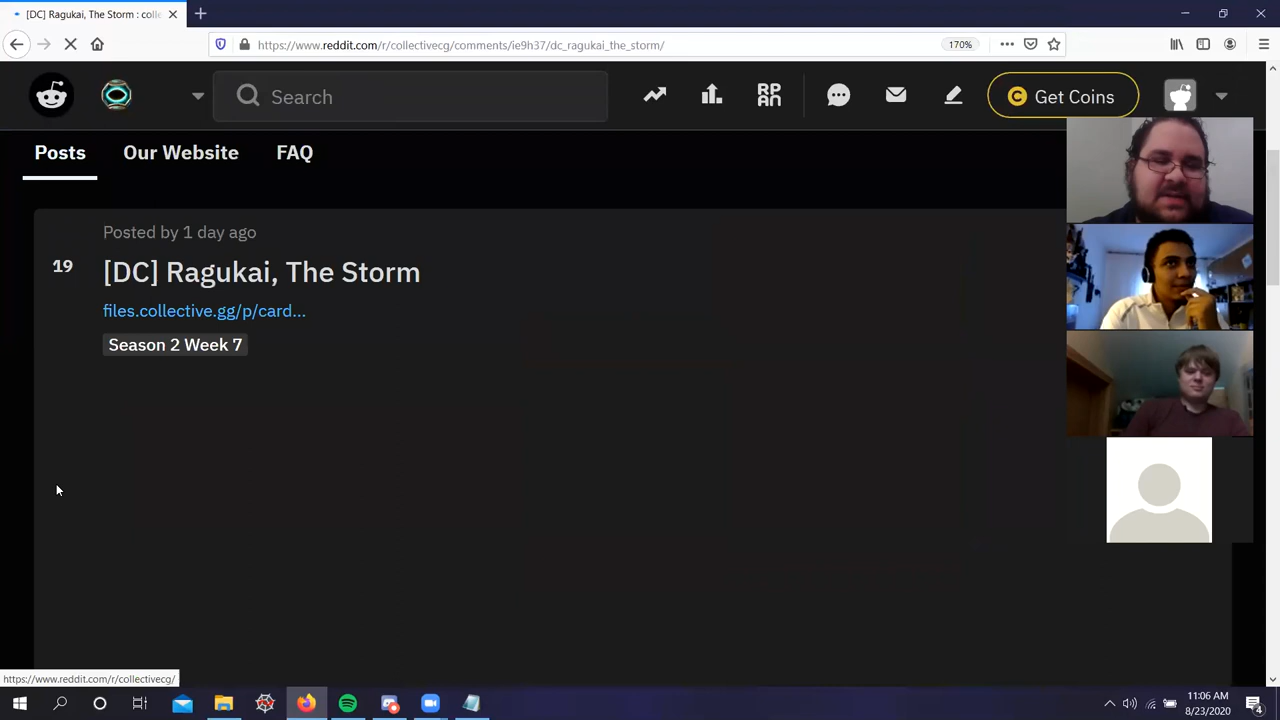 [DC] Ragukai, The Storm : colle
https://www.reddit.com/r/collectivecg/comments/ie9h37/dc_ragukai_the_storm/
170%
Search
RPAN
Get Coins
Posts
Our Website
FAQ
Posted by 1 day ago
19
[DC] Ragukai, The Storm
files.collective.gg/p/card...
Season 2 Week 7
https://www.reddit.com/r/collectivecg/
11:06 AM
8/23/2020
4